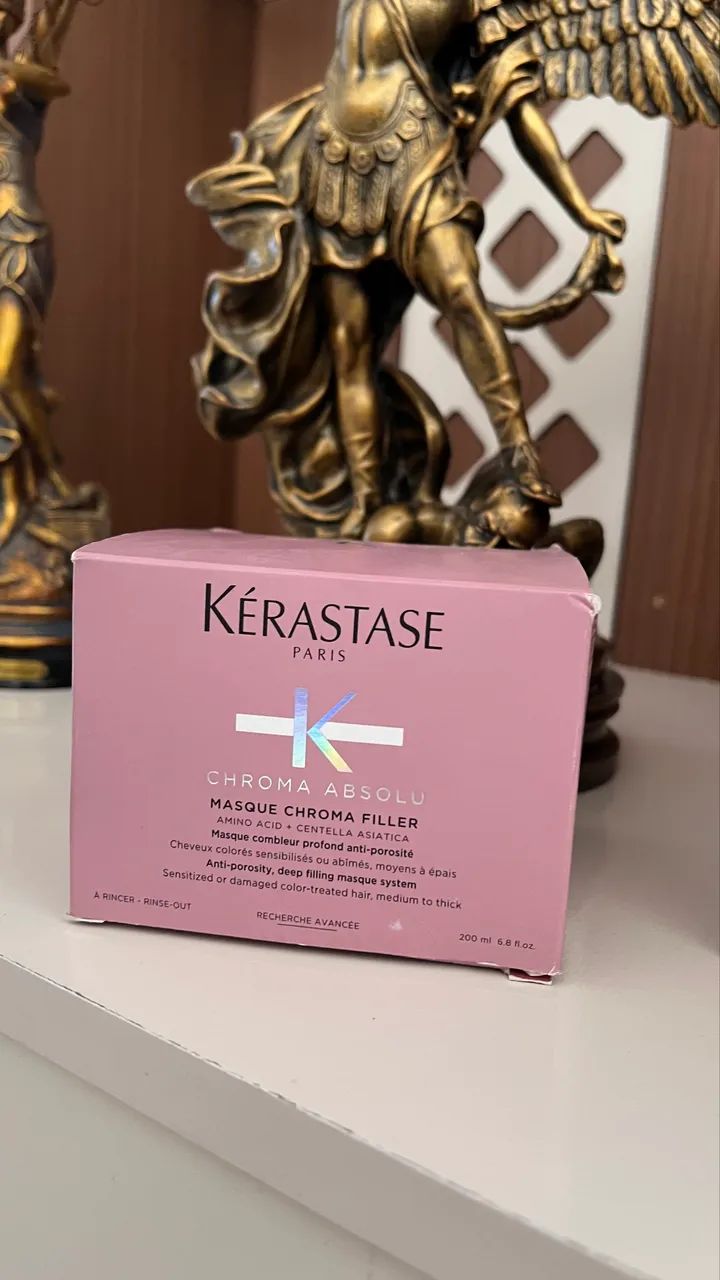 KÉRASTASE
PARIS
K
CHROMA ABSOLU
MASQUE CHROMA FILLER
AMINO ACID + CENTELLA ASIATICA
Masque combleur profond anti-porosité
Cheveux colorés sensibilisés ou abîmés, moyens à épais
Anti-porosity, deep filling masque system
Sensitized or damaged color-treated hair, medium to thick
À RINCER - RINSE-OUT
RECHERCHE AVANCÉE
200 ml 6.8 fl.oz.